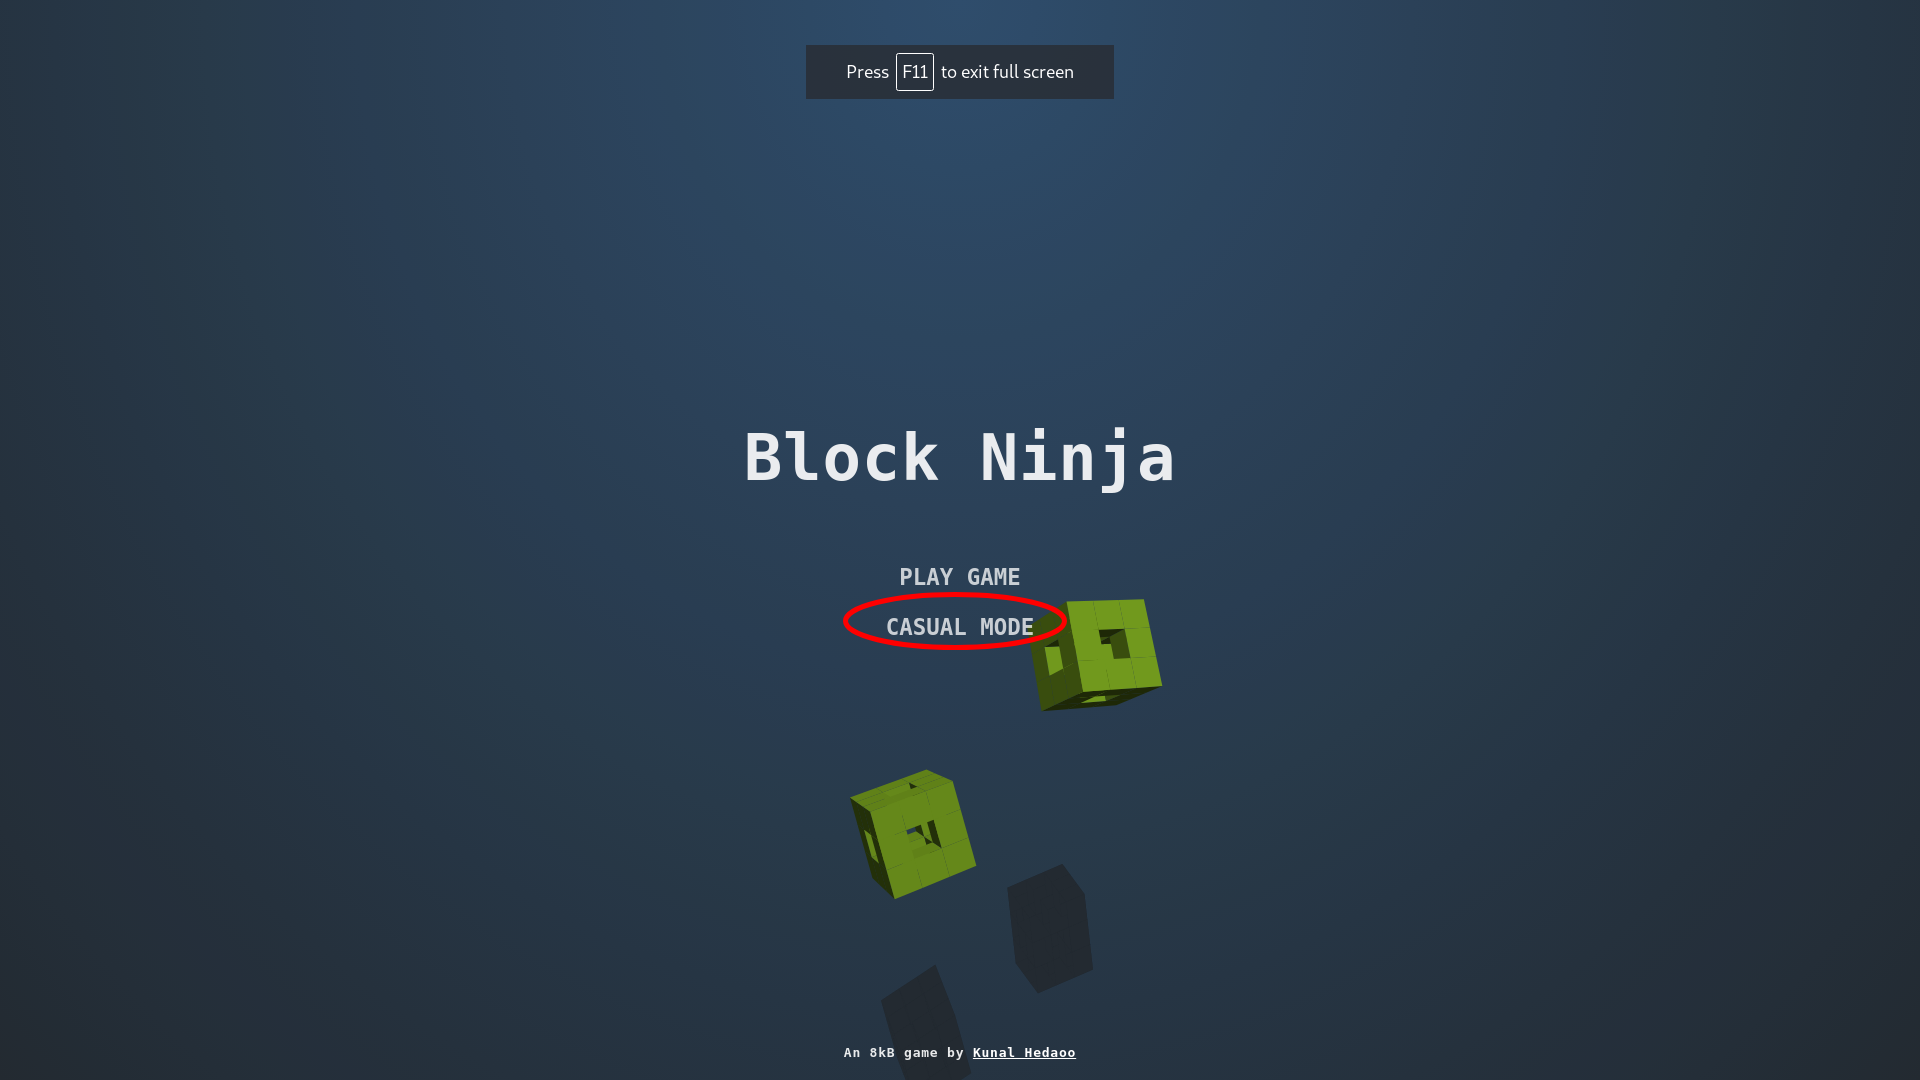 Press F11 to exit full screen
Block Ninja
PLAY GAME
CASUAL MODE
An 8kB game by Kunal Hedaoo